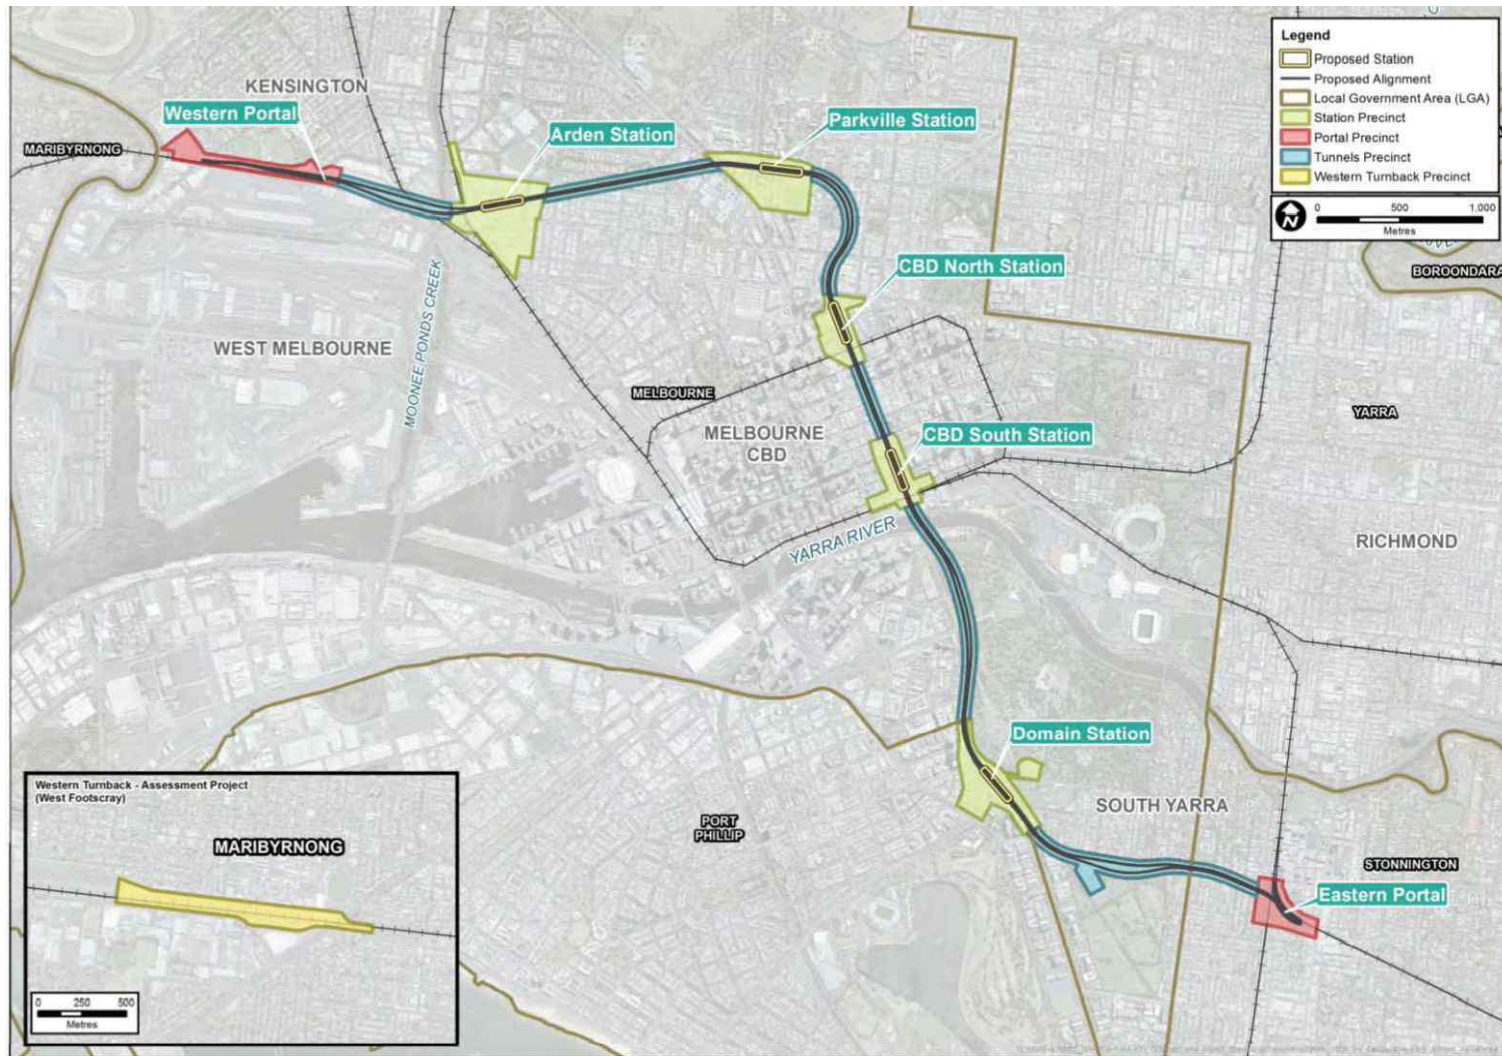 Legend
Proposed Station
Proposed Alignment
Local Government Area (LGA)
Station Precinct
Portal Precinct
Tunnels Precinct
Western Turnback Precinct
N
0 500 1,000
Metres
KENSINGTON
Western Portal
MARIBYRNONG
Arden Station
Parkville Station
CBD North Station
BOROONDARA
MOONEE PONDS CREEK
WEST MELBOURNE
MELBOURNE
YARRA
MELBOURNE
CBD
CBD South Station
YARRA RIVER
RICHMOND
Domain Station
SOUTH YARRA
PORT
PHILLIP
STONNINGTON
Eastern Portal
Western Turnback - Assessment Project
(West Footscray)
MARIBYRNONG
0 250 500
Metres